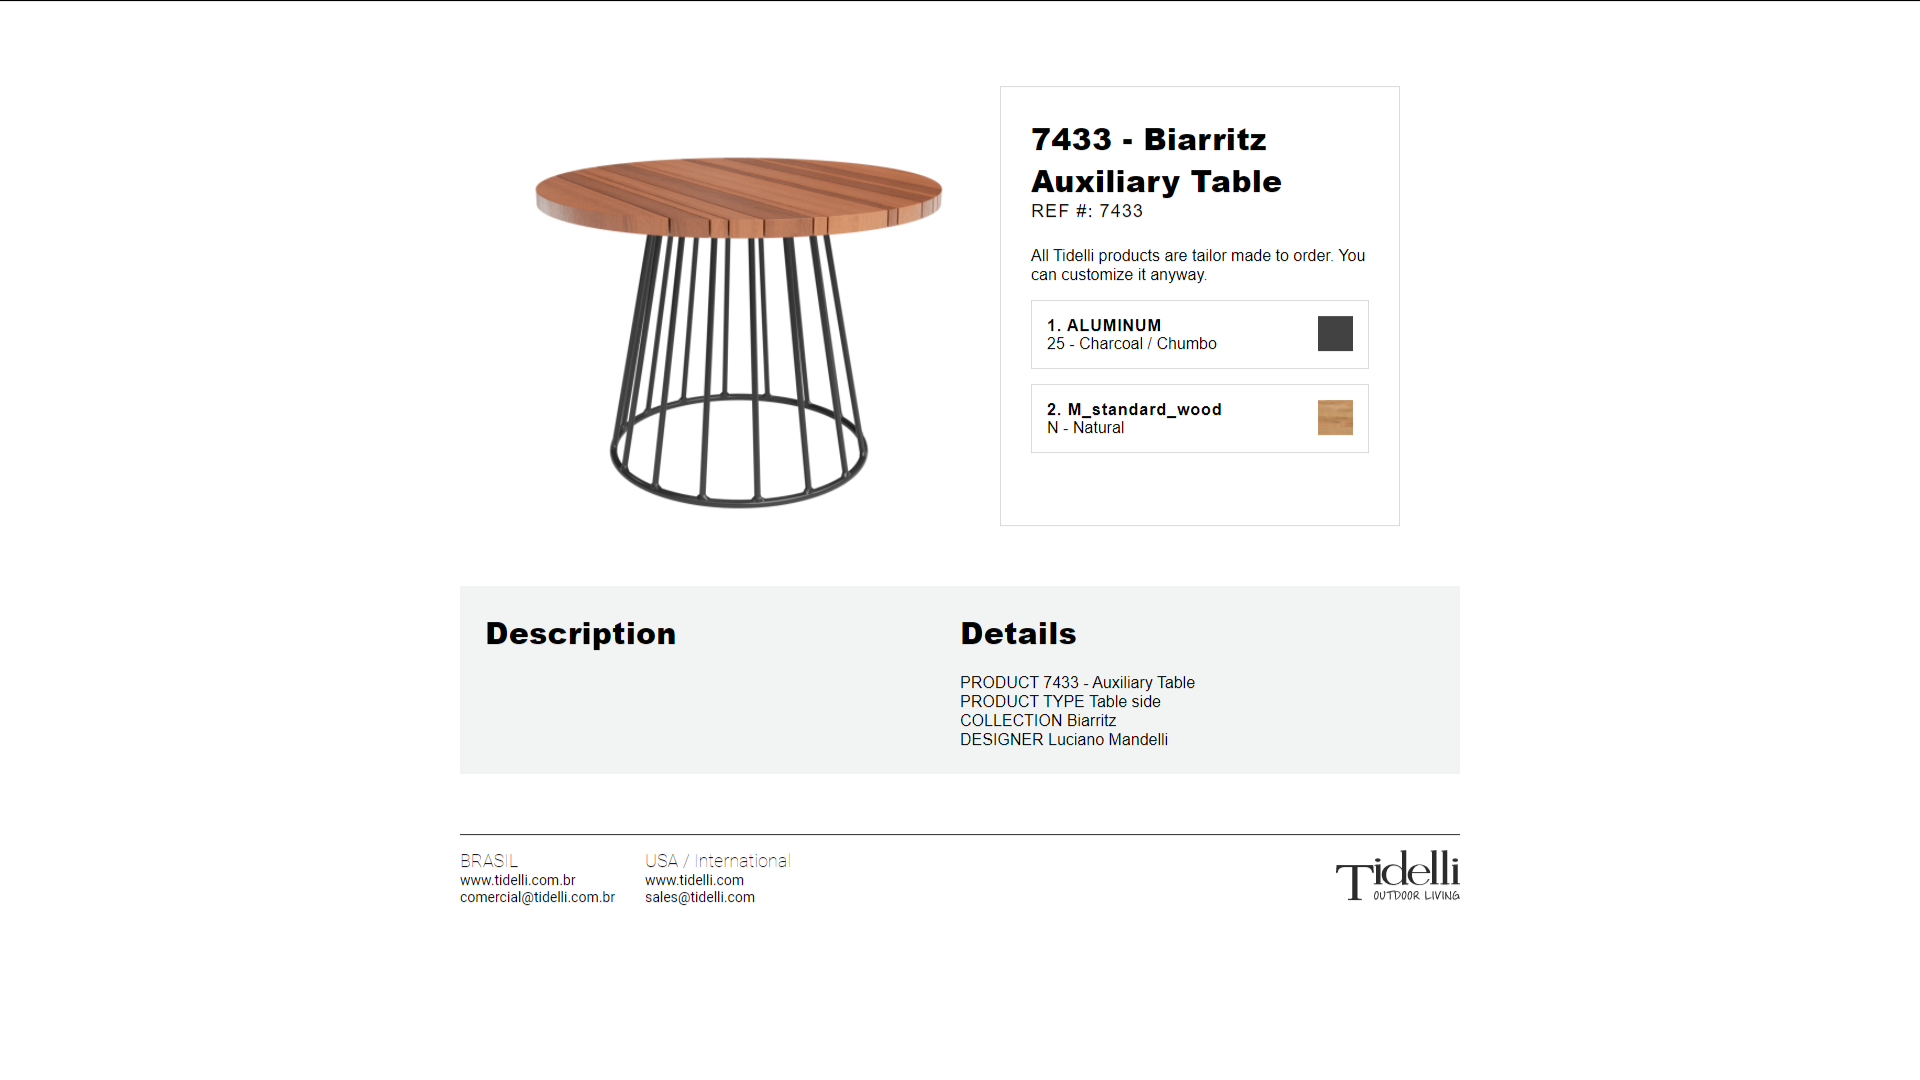 7433 - Biarritz
Auxiliary Table
REF #: 7433
All Tidelli products are tailor made to order. You
can customize it anyway.
1. ALUMINUM
25 - Charcoal / Chumbo
2. M_standard_wood
N - Natural
Description
Details
PRODUCT 7433 - Auxiliary Table
PRODUCT TYPE Table side
COLLECTION Biarritz
DESIGNER Luciano Mandelli
BRASIL
www.tidelli.com.br
comercial@tidelli.com.br
USA / International
www.tidelli.com
sales@tidelli.com
Tidelli
OUTDOOR LIVING